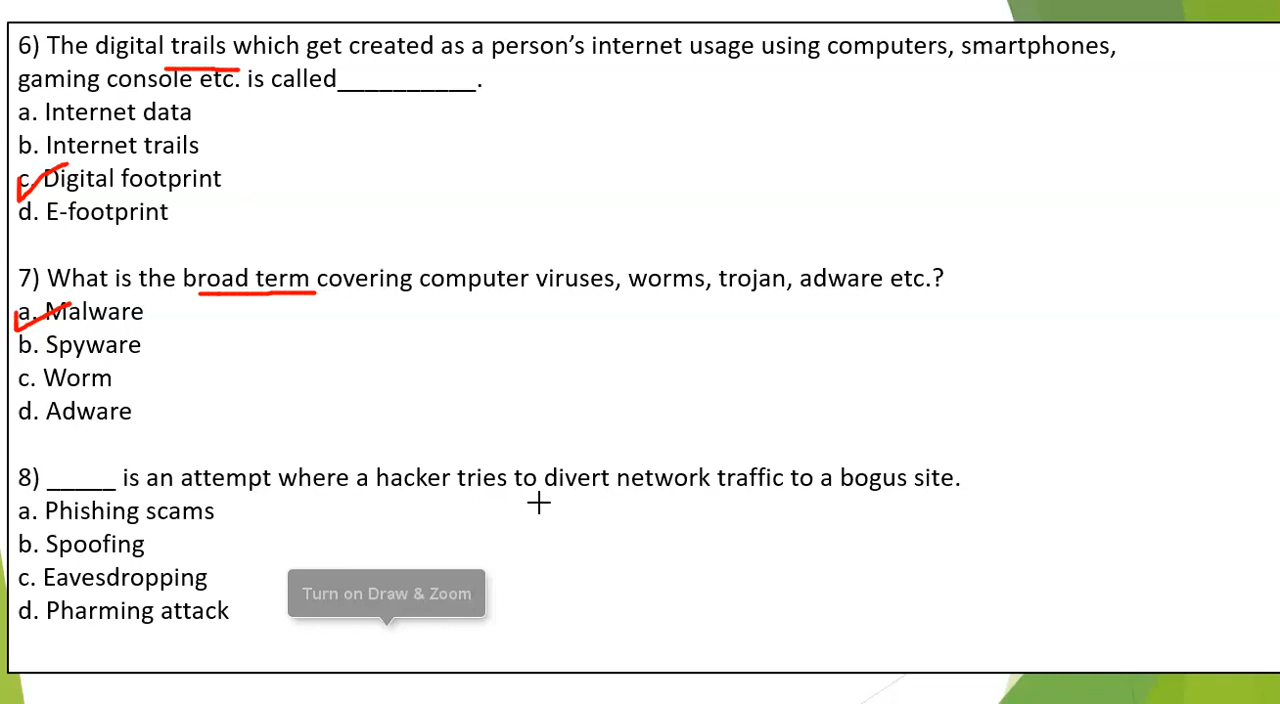 6) The digital trails which get created as a person's internet usage using computers, smartphones,
gaming console etc. is called__________.
a. Internet data
b. Internet trails
c. Digital footprint
d. E-footprint
7) What is the broad term covering computer viruses, worms, trojan, adware etc.?
a. Malware
b. Spyware
c. Worm
d. Adware
8) _____ is an attempt where a hacker tries to divert network traffic to a bogus site.
a. Phishing scams
b. Spoofing
c. Eavesdropping
d. Pharming attack
Turn on Draw & Zoom